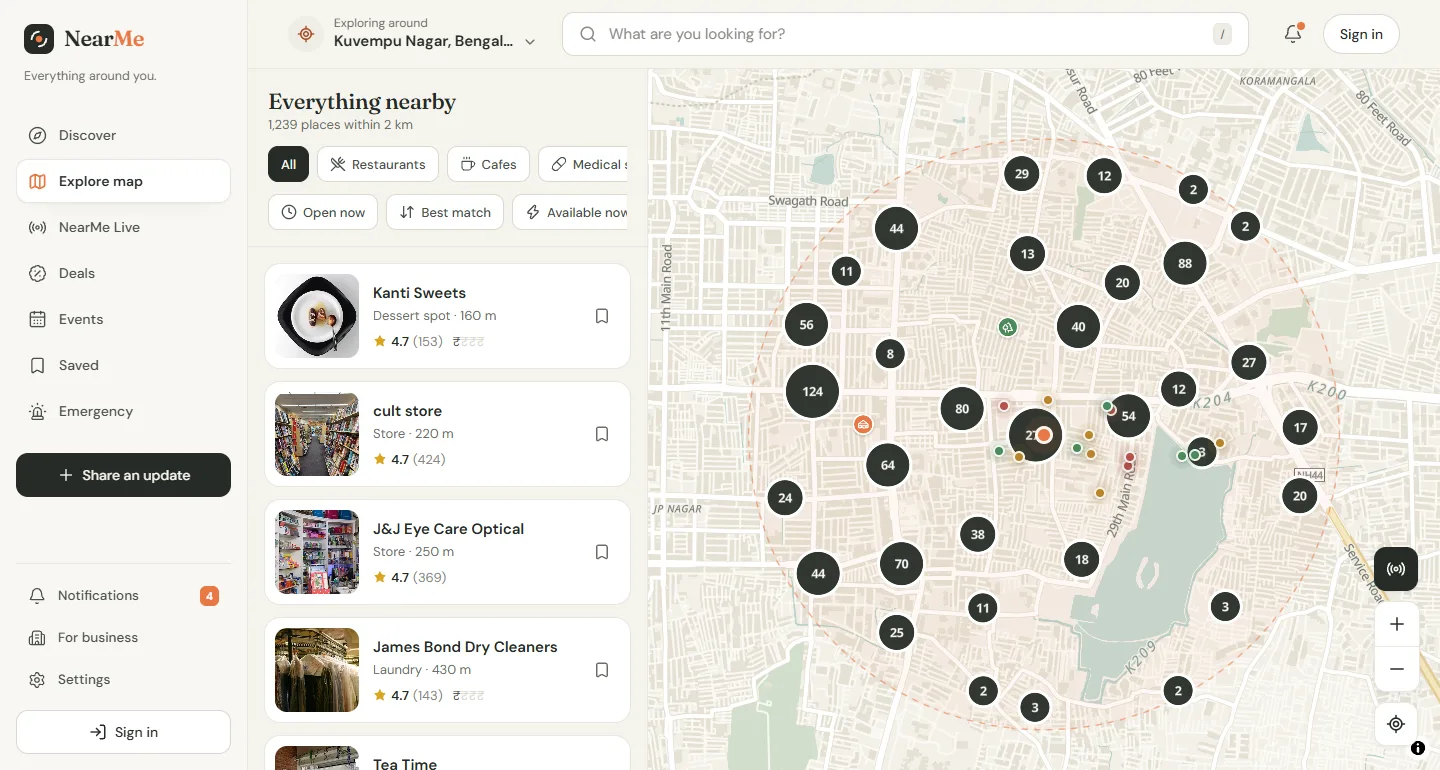 NearMe
Everything around you.
Discover
Explore map
NearMe Live
Deals
Events
Saved
Emergency
Share an update
Notifications
4
For business
Settings
Sign in
Exploring around
Kuvempu Nagar, Bengal...
What are you looking for?
/
Sign in
Everything nearby
1,239 places within 2 km
All
Restaurants
Cafes
Medical s
Open now
Best match
Available now
Kanti Sweets
Dessert spot · 160 m
4.7 (153) ₹₹₹₹
cult store
Store · 220 m
4.7 (424)
J&J Eye Care Optical
Store · 250 m
4.7 (369)
James Bond Dry Cleaners
Laundry · 430 m
4.7 (143) ₹₹₹₹
Tea Time
80 Feet
KORAMANGALA
80 Feet Road
sur Road
Swagath Road
11th Main Road
JP NAGAR
29th Main
K200
K204
K209
NH44
Service Road
29
12
2
44
2
13
88
11
20
56
40
8
27
124
12
80
54
17
64
24
20
38
18
70
44
11
3
25
2
2
3